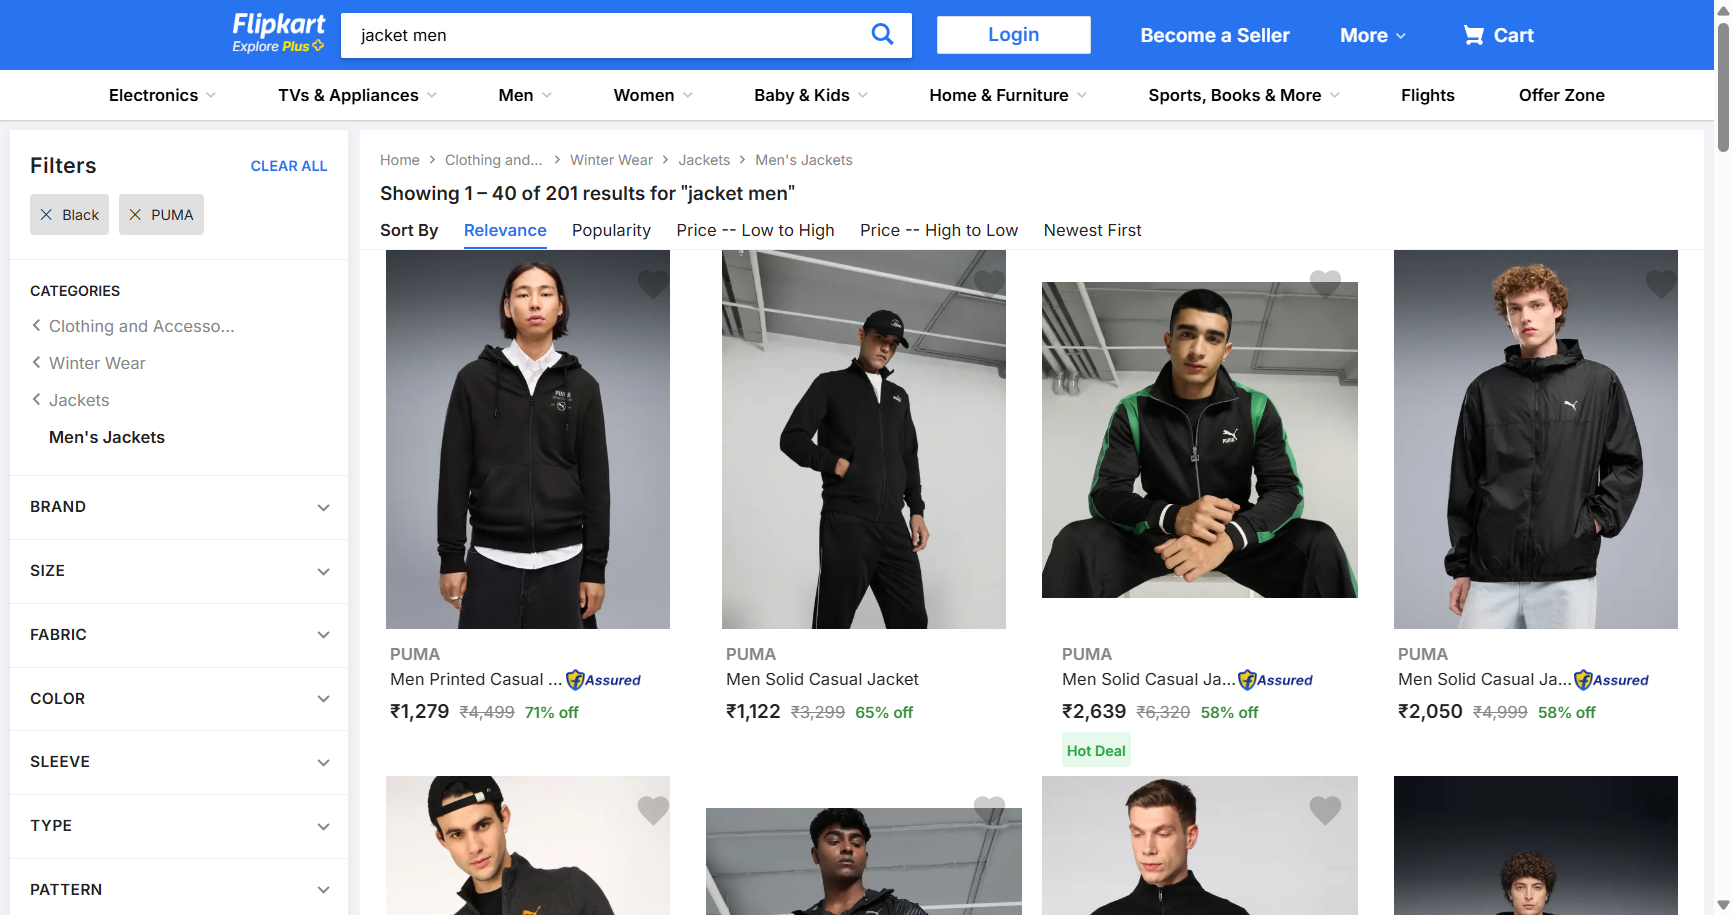 Flipkart
Explore Plus
jacket men
Login
Become a Seller
More
Cart
Electronics
TVs & Appliances
Men
Women
Baby & Kids
Home & Furniture
Sports, Books & More
Flights
Offer Zone
Filters
CLEAR ALL
Black
PUMA
CATEGORIES
Clothing and Accesso...
Winter Wear
Jackets
Men's Jackets
BRAND
SIZE
FABRIC
COLOR
SLEEVE
TYPE
PATTERN
Home > Clothing and... > Winter Wear > Jackets > Men's Jackets
Showing 1 – 40 of 201 results for "jacket men"
Sort By
Relevance
Popularity
Price -- Low to High
Price -- High to Low
Newest First
PUMA
PUMA
PUMA
Men Printed Casual ... Assured
₹1,279 ₹4,499 71% off
PUMA
Men Solid Casual Jacket
₹1,122 ₹3,299 65% off
PUMA
Men Solid Casual Ja... Assured
₹2,639 ₹6,320 58% off
Hot Deal
PUMA
Men Solid Casual Ja... Assured
₹2,050 ₹4,999 58% off